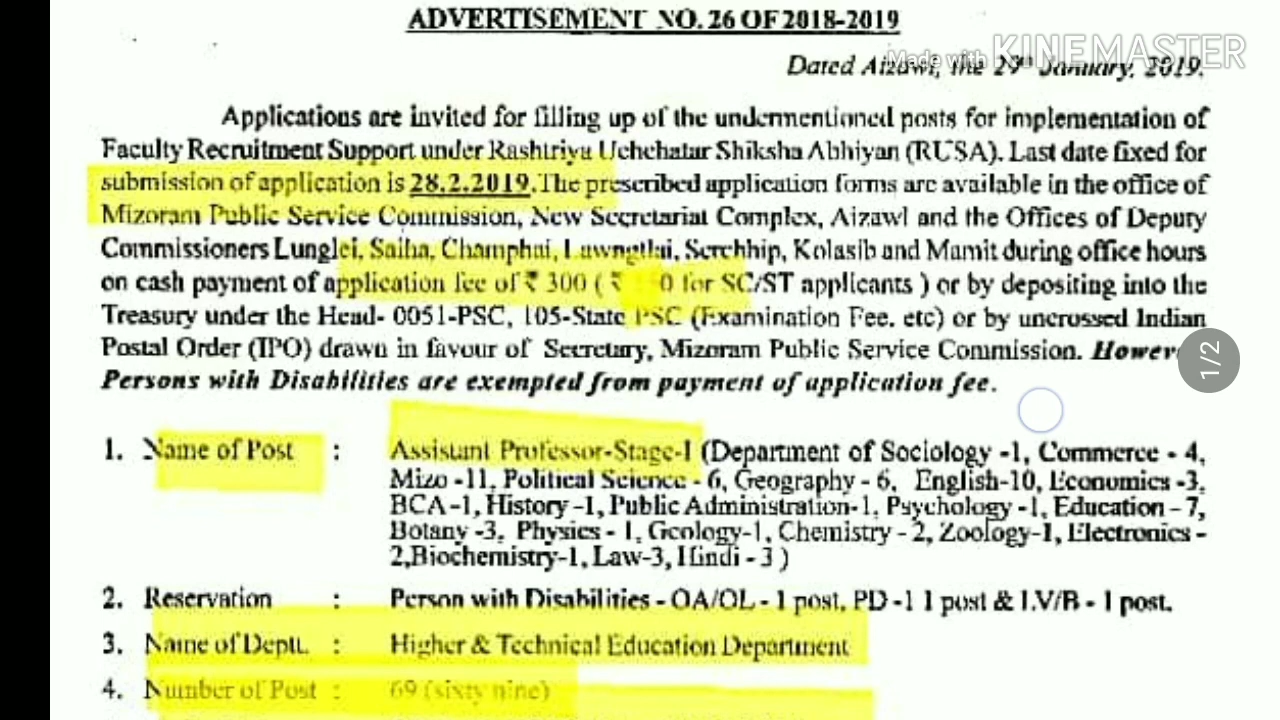 ADVERTISEMENT NO. 26 OF 2018-2019
Made with KINEMASTER
Dated Aizawl, the 29th January, 2019.
Applications are invited for filling up of the undermentioned posts for implementation of
Faculty Recruitment Support under Rashtriya Uchchatar Shiksha Abhiyan (RUSA). Last date fixed for
submission of application is 28.2.2019. The prescribed application forms are available in the office of
Mizoram Public Service Commission, New Secretariat Complex, Aizawl and the Offices of Deputy
Commissioners Lunglei, Saiha, Champhai, Lawngtlai, Serchhip, Kolasib and Mamit during office hours
on cash payment of application fee of ₹ 300 ( ₹ 0 for SC/ST applicants ) or by depositing into the
Treasury under the Head- 0051-PSC, 105-State PSC (Examination Fee. etc) or by uncrossed Indian
Postal Order (IPO) drawn in favour of Secretary, Mizoram Public Service Commission.
Persons with Disabilities are exempted from payment of application fee.
1/2
1. Name of Post : Assistant Professor-Stage-I (Department of Sociology -1, Commerce - 4,
Mizo -11, Political Science - 6, Geography - 6, English-10, Economics -3,
BCA -1, History -1, Public Administration- 1, Psychology -1, Education - 7,
Botany -3, Physics - 1, Geology-1, Chemistry - 2, Zoology-1, Electronics -
2,Biochemistry-1, Law-3, Hindi - 3 )
2. Reservation : Person with Disabilities - OA/OL - 1 post, PD -1 1 post & I.V/B - 1 post.
3. Name of Deptt. : Higher & Technical Education Department
4. Number of Post : 69 (sixty nine)